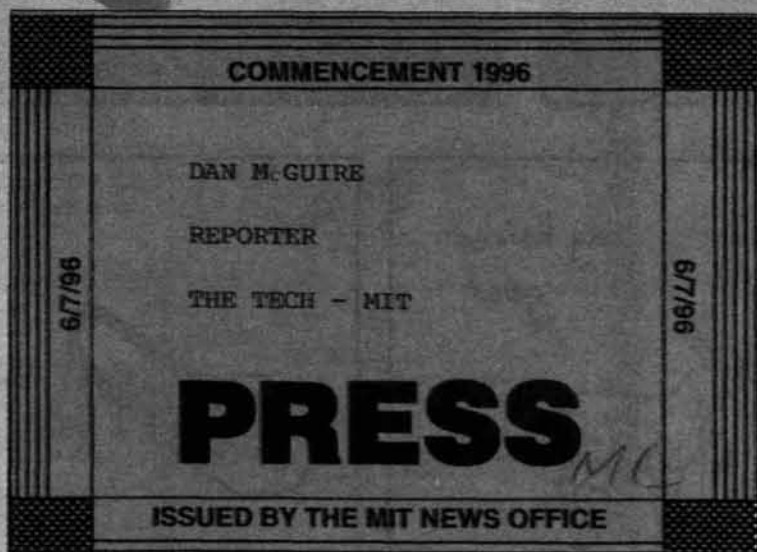 COMMENCEMENT 1996
DAN McGUIRE
REPORTER
THE TECH - MIT
6/7/96
6/7/96
PRESS
ISSUED BY THE MIT NEWS OFFICE